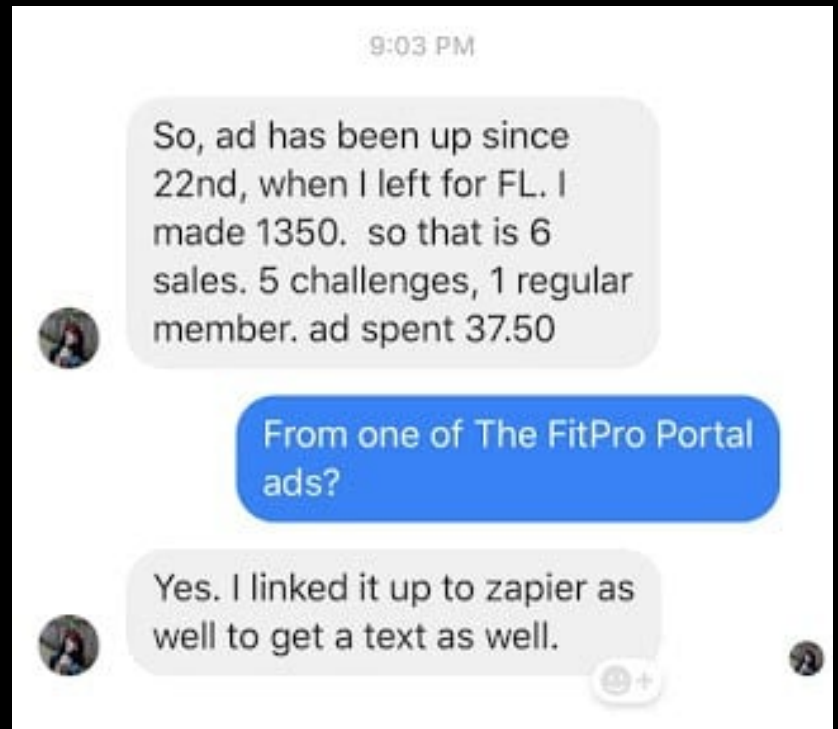 9:03 PM
So, ad has been up since
22nd, when I left for FL. I
made 1350.  so that is 6
sales. 5 challenges, 1 regular
member. ad spent 37.50
From one of The FitPro Portal
ads?
Yes. I linked it up to zapier as
well to get a text as well.